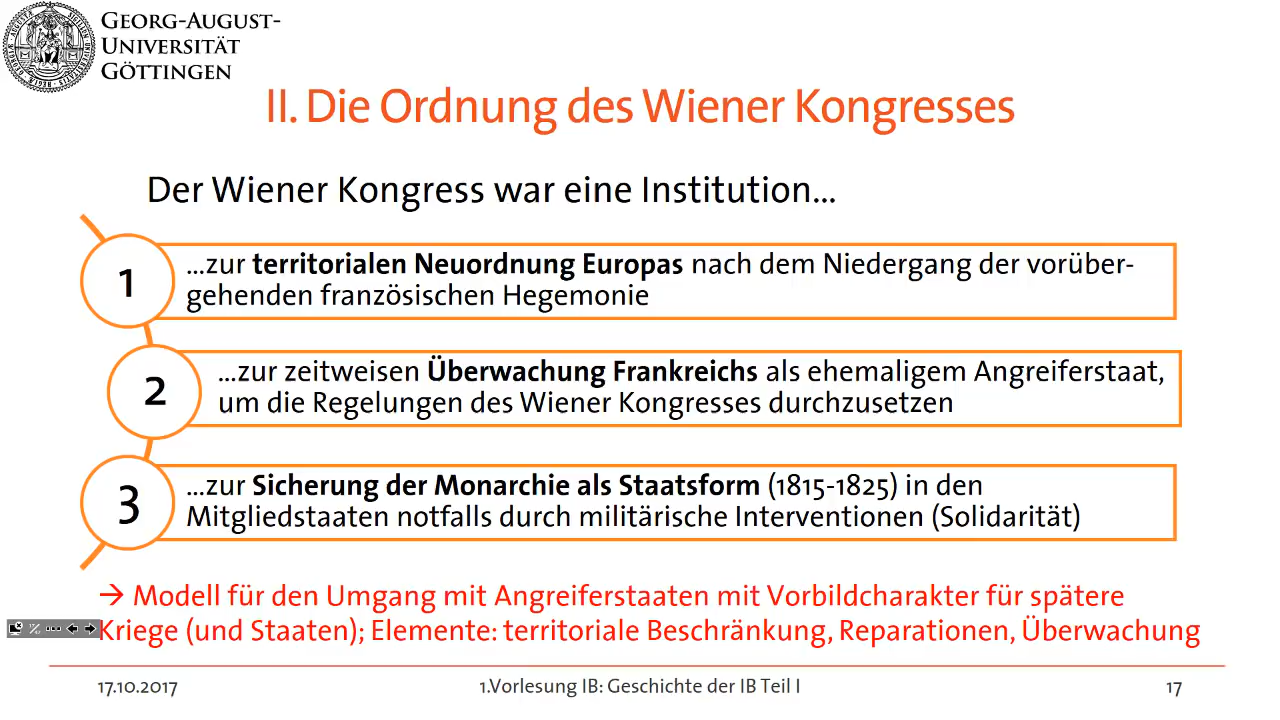 GEORG-AUGUST-
UNIVERSITÄT
GÖTTINGEN
II. Die Ordnung des Wiener Kongresses
Der Wiener Kongress war eine Institution…
1
…zur territorialen Neuordnung Europas nach dem Niedergang der vorüber-
gehenden französischen Hegemonie
2
…zur zeitweisen Überwachung Frankreichs als ehemaligem Angreiferstaat,
um die Regelungen des Wiener Kongresses durchzusetzen
3
…zur Sicherung der Monarchie als Staatsform (1815-1825) in den
Mitgliedstaaten notfalls durch militärische Interventionen (Solidarität)
→ Modell für den Umgang mit Angreiferstaaten mit Vorbildcharakter für spätere
Kriege (und Staaten); Elemente: territoriale Beschränkung, Reparationen, Überwachung
17.10.2017
1.Vorlesung IB: Geschichte der IB Teil I
17